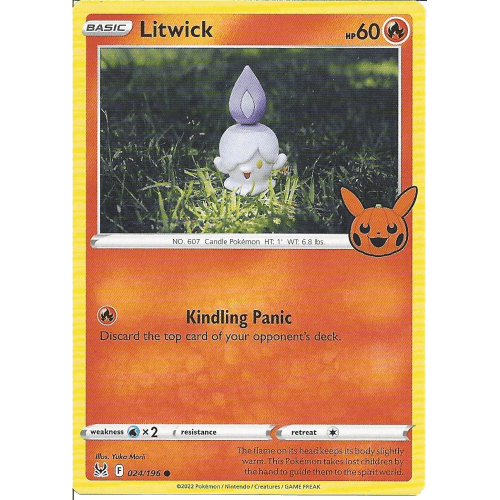 BASIC Litwick HP60
NO. 607 Candle Pokémon HT: 1' WT: 6.8 lbs.
Kindling Panic
Discard the top card of your opponent's deck.
weakness ×2 resistance retreat
Illus. Yuka Morii
The flame on its head keeps its body slightly
warm. This Pokémon takes lost children by
the hand to guide them to the spirit world.
F 024/196
©2022 Pokémon / Nintendo / Creatures / GAME FREAK